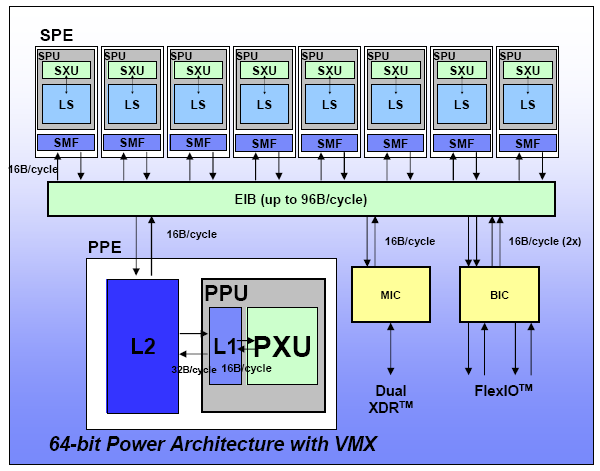 SPE
SPU SPU SPU SPU SPU SPU SPU SPU
SXU SXU SXU SXU SXU SXU SXU SXU
LS LS LS LS LS LS LS LS
SMF SMF SMF SMF SMF SMF SMF SMF
16B/cycle
EIB (up to 96B/cycle)
16B/cycle 16B/cycle 16B/cycle (2x)
PPE
PPU
MIC BIC
L2 L1 PXU
32B/cycle 16B/cycle
Dual FlexIO™
XDR™
64-bit Power Architecture with VMX